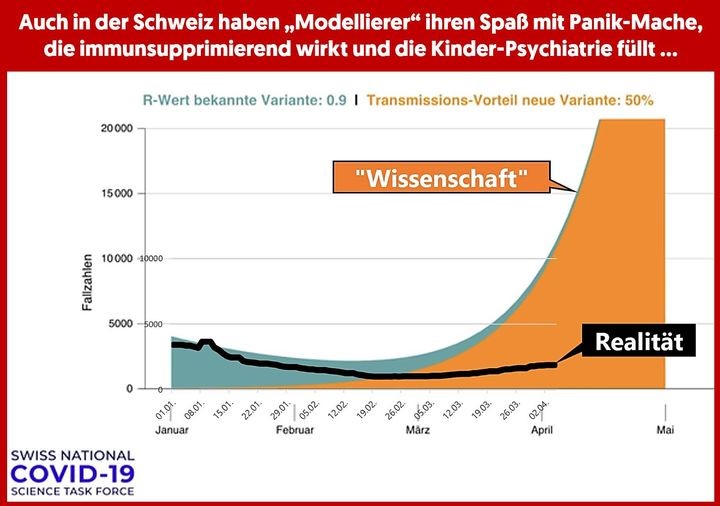 Auch in der Schweiz haben „Modellierer“ ihren Spaß mit Panik-Mache,
die immunsupprimierend wirkt und die Kinder-Psychiatrie füllt ...
R-Wert bekannte Variante: 0.9 | Transmissions-Vorteil neue Variante: 50%
20000
"Wissenschaft"
15000
Fallzahlen
10000 10000
5000 5000
Realität
0 0
01.01. 08.01. 15.01. 22.01. 29.01. 05.02. 12.02. 19.02. 26.02. 05.03. 12.03. 19.03. 26.03. 02.04.
Januar Februar März April Mai
SWISS NATIONAL
COVID-19
SCIENCE TASK FORCE